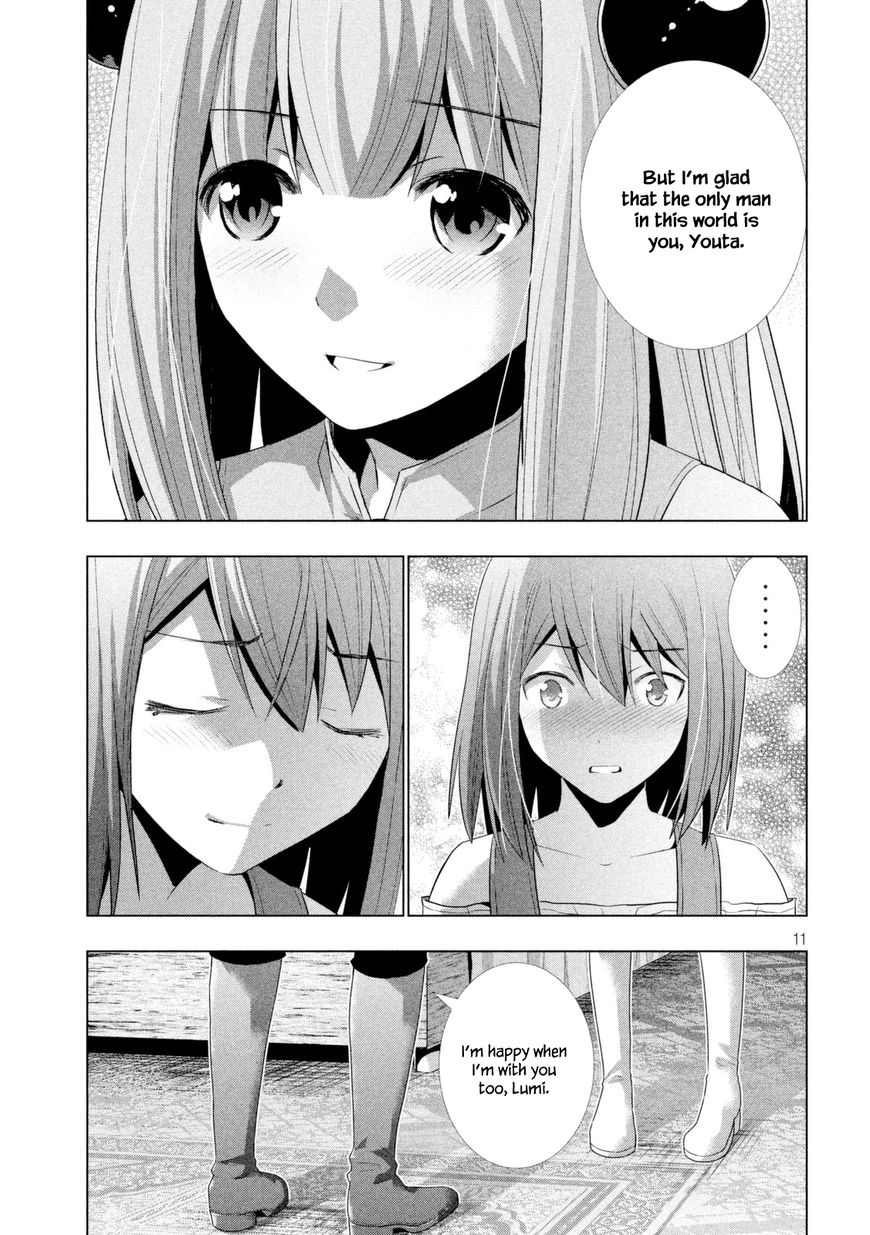 But I'm glad
that the only man
in this world is
you, Youta.
......
11
I'm happy when
I'm with you
too, Lumi.